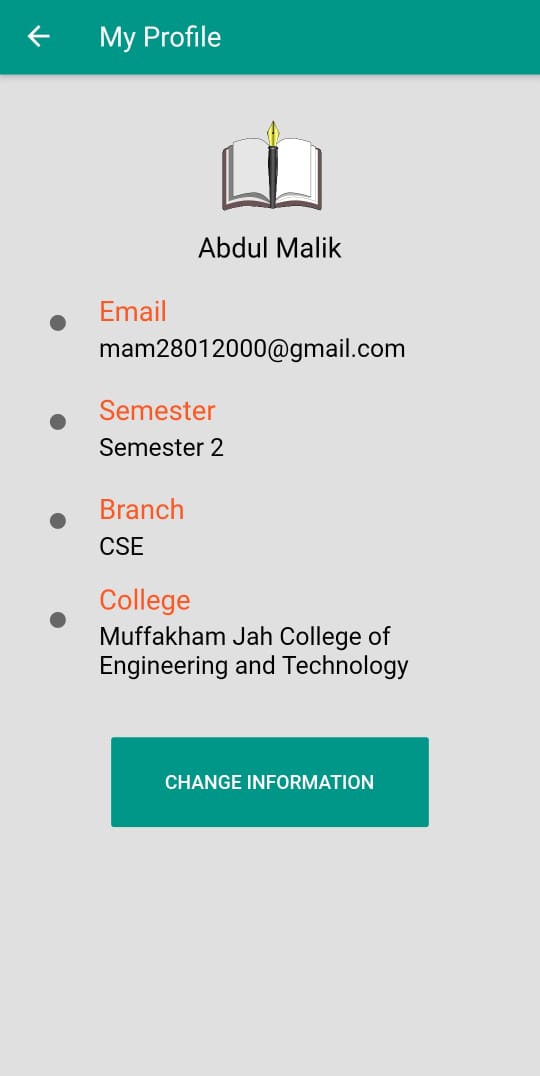 My Profile
Abdul Malik
Email
mam28012000@gmail.com
Semester
Semester 2
Branch
CSE
College
Muffakham Jah College of
Engineering and Technology
CHANGE INFORMATION